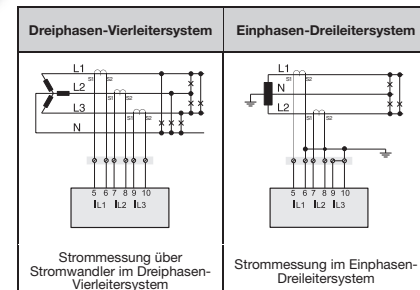 Dreiphasen-Vierleitersystem
Einphasen-Dreileitersystem
L1
S1 S2
L2
S1 S2
L3
S1 S2
N
5 6 7 8 9 10
IL1 IL2 IL3
L1
S1 S2
N
L2
S1 S2
5 6 7 8 9 10
IL1 IL2 IL3
Strommessung über
Stromwandler im Dreiphasen-
Vierleitersystem
Strommessung im Einphasen-
Dreileitersystem